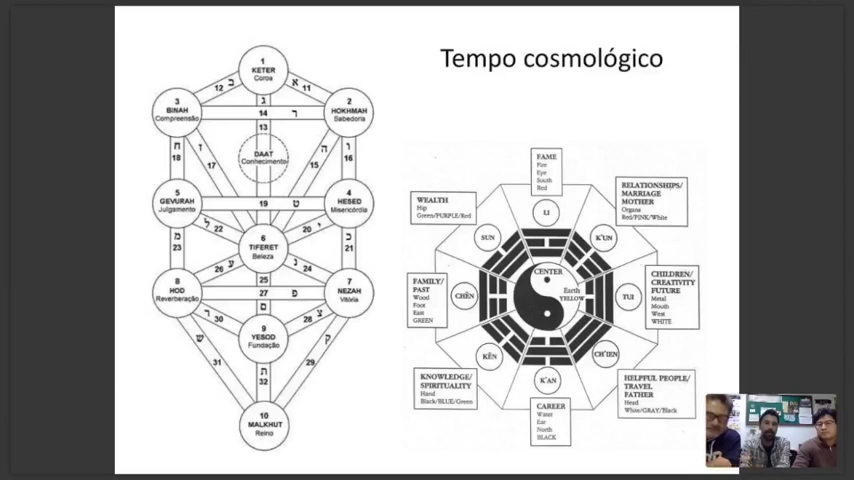 Tempo cosmológico
1
KETER
Coroa
12 ב
א 11
3
BINAH
Compreensão
ג
14
2
HOKHMAH
Sabedoria
13
ח
18
ז
17
DAAT
Conhecimento
ה
15
ו
16
5
GEVURAH
Julgamento
19 ט
4
HESED
Misericórdia
ל
22
י
20
מ
23
6
TIFERET
Beleza
כ
21
ע
26
25
נ
24
8
HOD
Reverberação
27 פ
7
NEZAH
Vitória
ר
30
9
YEBOD
Fundação
צ
28
ש
31
ת
32
ק
29
10
MALKHUT
Reino
FAME
Fire
Eye
South
Red
WEALTH
Hip
Green/PURPLE/Red
RELATIONSHIPS/
MARRIAGE
MOTHER
Organs
Red/PINK/White
LI
SUN
K'UN
FAMILY/
PAST
Wood
Foot
East
GREEN
CHÊN
CENTER
Earth
YELLOW
TUI
CHILDREN/
CREATIVITY
FUTURE
Metal
Mouth
West
WHITE
KÊN
K'AN
CH'IEN
KNOWLEDGE/
SPIRITUALITY
Hand
Black/BLUE/Green
CAREER
Water
Ear
North
BLACK
HELPFUL PEOPLE/
TRAVEL
FATHER
Head
White/GRAY/Black